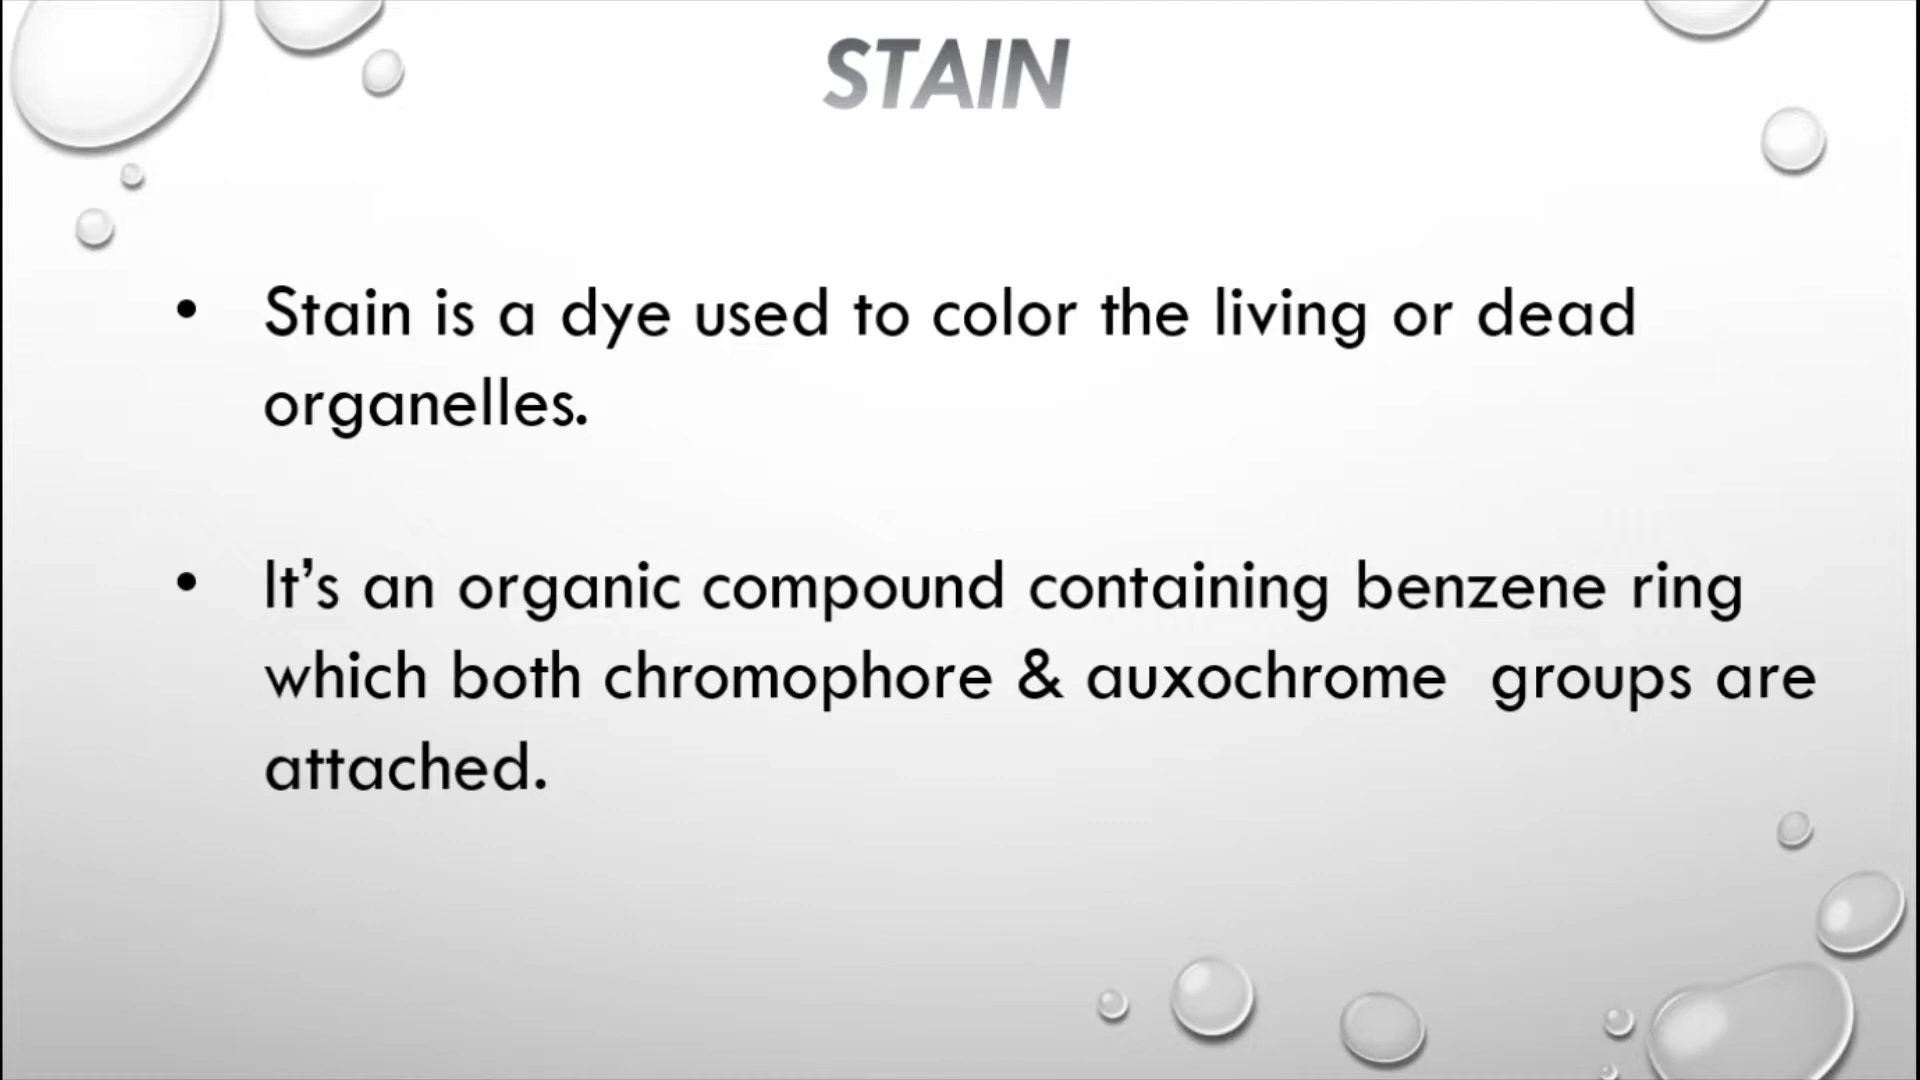 STAIN
• Stain is a dye used to color the living or dead
organelles.
• It’s an organic compound containing benzene ring
which both chromophore & auxochrome  groups are
attached.